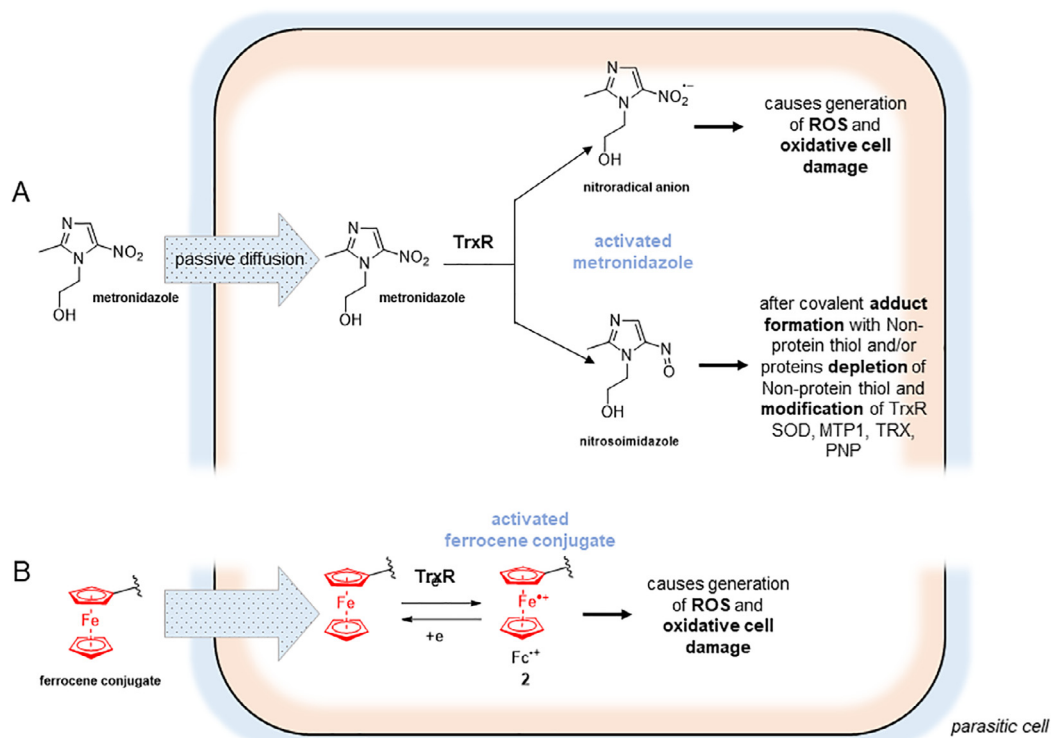 A
N
N
NO2
OH
metronidazole
passive diffusion
N
N
NO2
OH
metronidazole
TrxR
N
N
NO2•−
OH
nitroradical anion
causes generation
of ROS and
oxidative cell
damage
activated
metronidazole
N
N
N
O
OH
nitrosoimidazole
after covalent adduct
formation with Non-
protein thiol and/or
proteins depletion of
Non-protein thiol and
modification of TrxR
SOD, MTP1, TRX,
PNP
B
Fe
ferrocene conjugate
Fe
activated
ferrocene conjugate
TrxR
e
+e
Fe•+
Fc•+
2
causes generation
of ROS and
oxidative cell
damage
parasitic cell